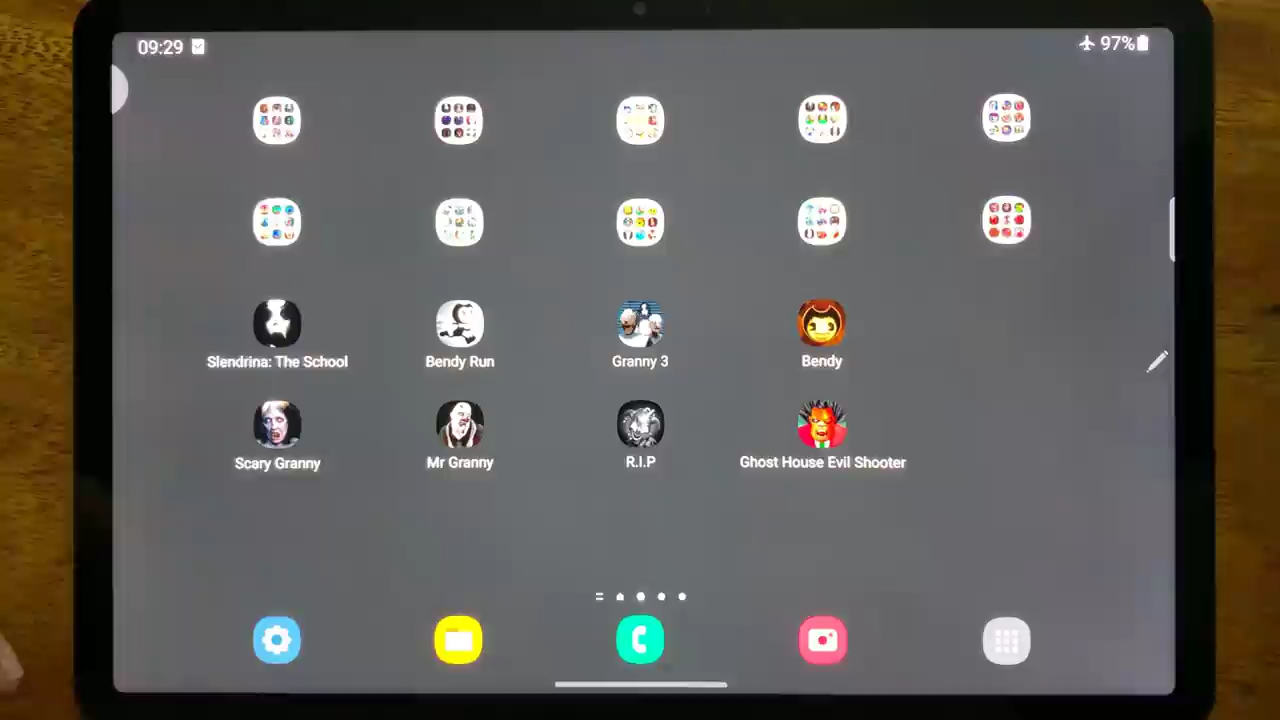 09:29
97%
Slendrina: The School
Bendy Run
Granny 3
Bendy
Scary Granny
Mr Granny
R.I.P
Ghost House Evil Shooter